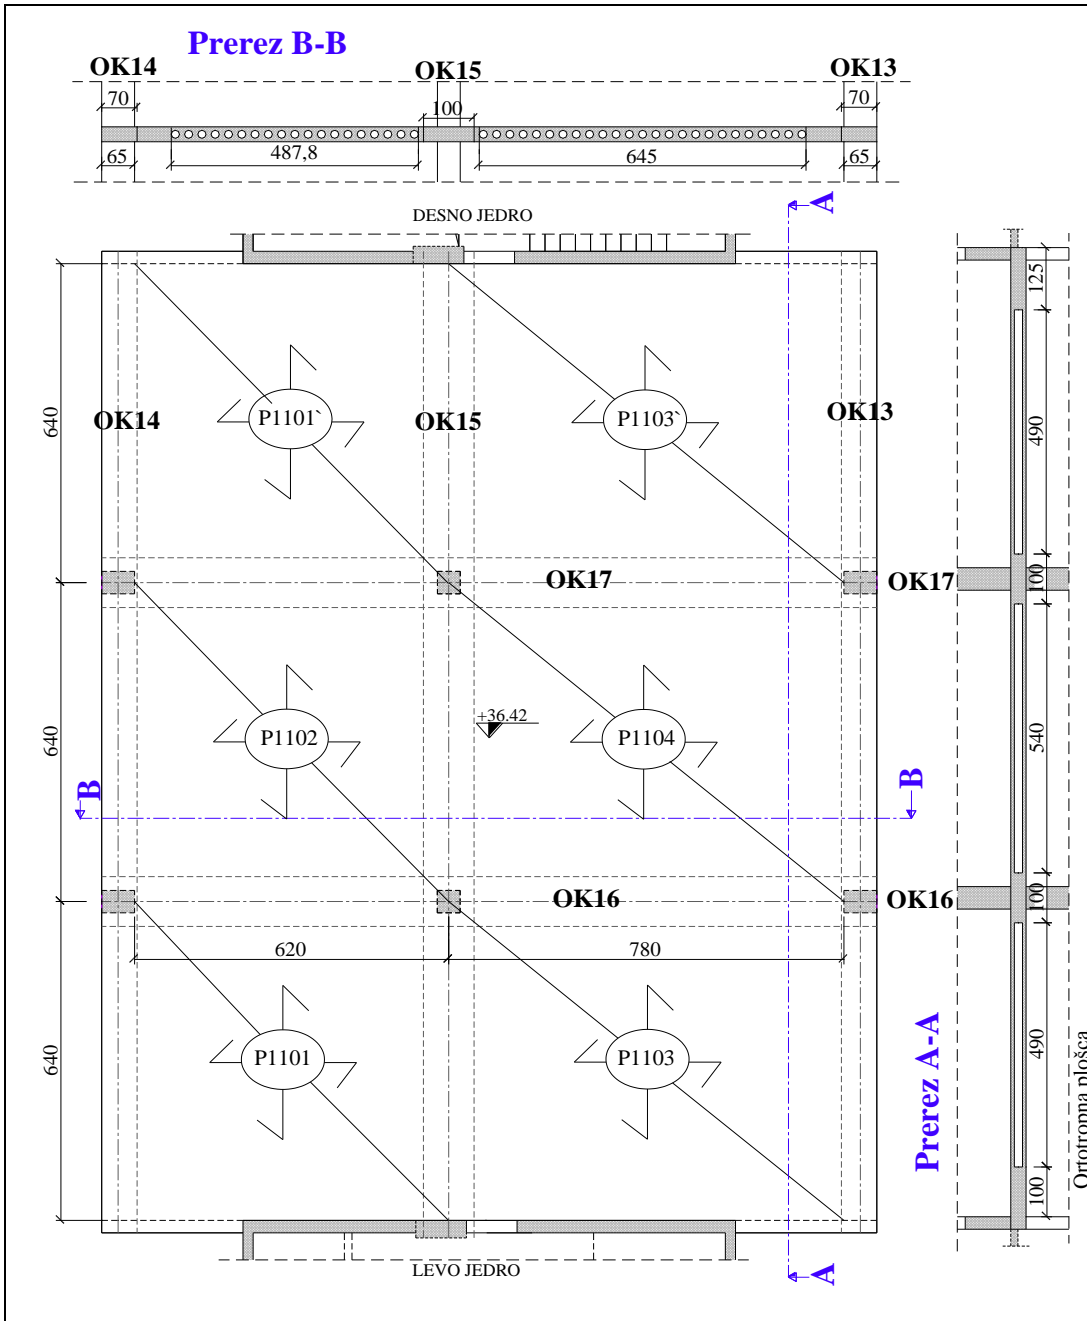 Prerez B-B
OK14 OK15 OK13
70 100 70
65 487,8 645 65
DESNO JEDRO
A
125
640 P1101` P1103` 490
OK14 OK15 OK13
OK17 OK17 100
+36.42
640 P1102 P1104 540
B B
OK16 OK16 100
620 780
640 P1101 P1103 490
Prerez A-A
Ortotropna plošča
100
LEVO JEDRO
A